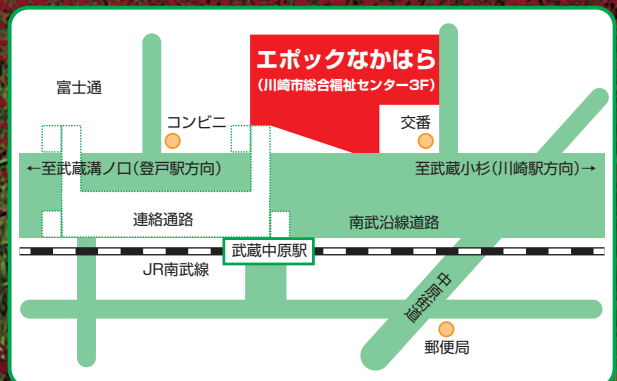 エポックなかはら
（川崎市総合福祉センター3F）
富士通
コンビニ
交番
←至武蔵溝ノ口（登戸駅方向）
至武蔵小杉（川崎駅方向）→
連絡通路
南武沿線道路
武蔵中原駅
JR南武線
中原街道
郵便局